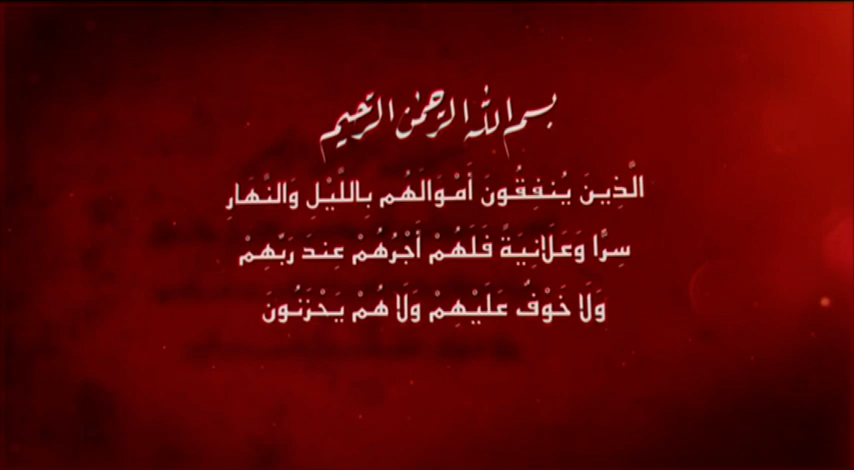 بسم الله الرحمن الرحيم
الَّذِينَ يُنفِقُونَ أَمْوَالَهُم بِاللَّيْلِ وَالنَّهَارِ
سِرًّا وَعَلَانِيَةً فَلَهُمْ أَجْرُهُمْ عِندَ رَبِّهِمْ
وَلَا خَوْفٌ عَلَيْهِمْ وَلَا هُمْ يَحْزَنُونَ